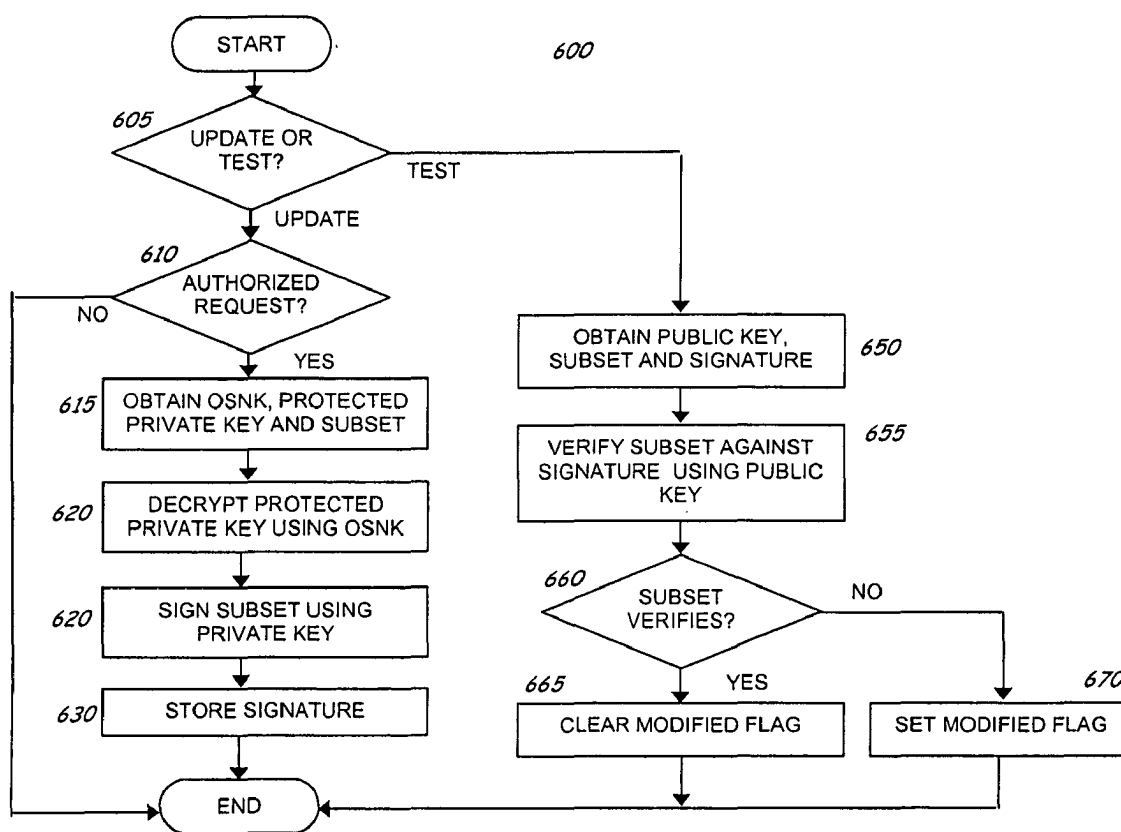 START
600
605
UPDATE OR
TEST?
TEST
UPDATE
610
AUTHORIZED
REQUEST?
NO
YES
615
OBTAIN OSNK, PROTECTED
PRIVATE KEY AND SUBSET
620
DECRYPT PROTECTED
PRIVATE KEY USING OSNK
620
SIGN SUBSET USING
PRIVATE KEY
630
STORE SIGNATURE
END
OBTAIN PUBLIC KEY,
SUBSET AND SIGNATURE
650
VERIFY SUBSET AGAINST
SIGNATURE USING PUBLIC
KEY
655
660
SUBSET
VERIFIES?
NO
YES
665
CLEAR MODIFIED FLAG
670
SET MODIFIED FLAG